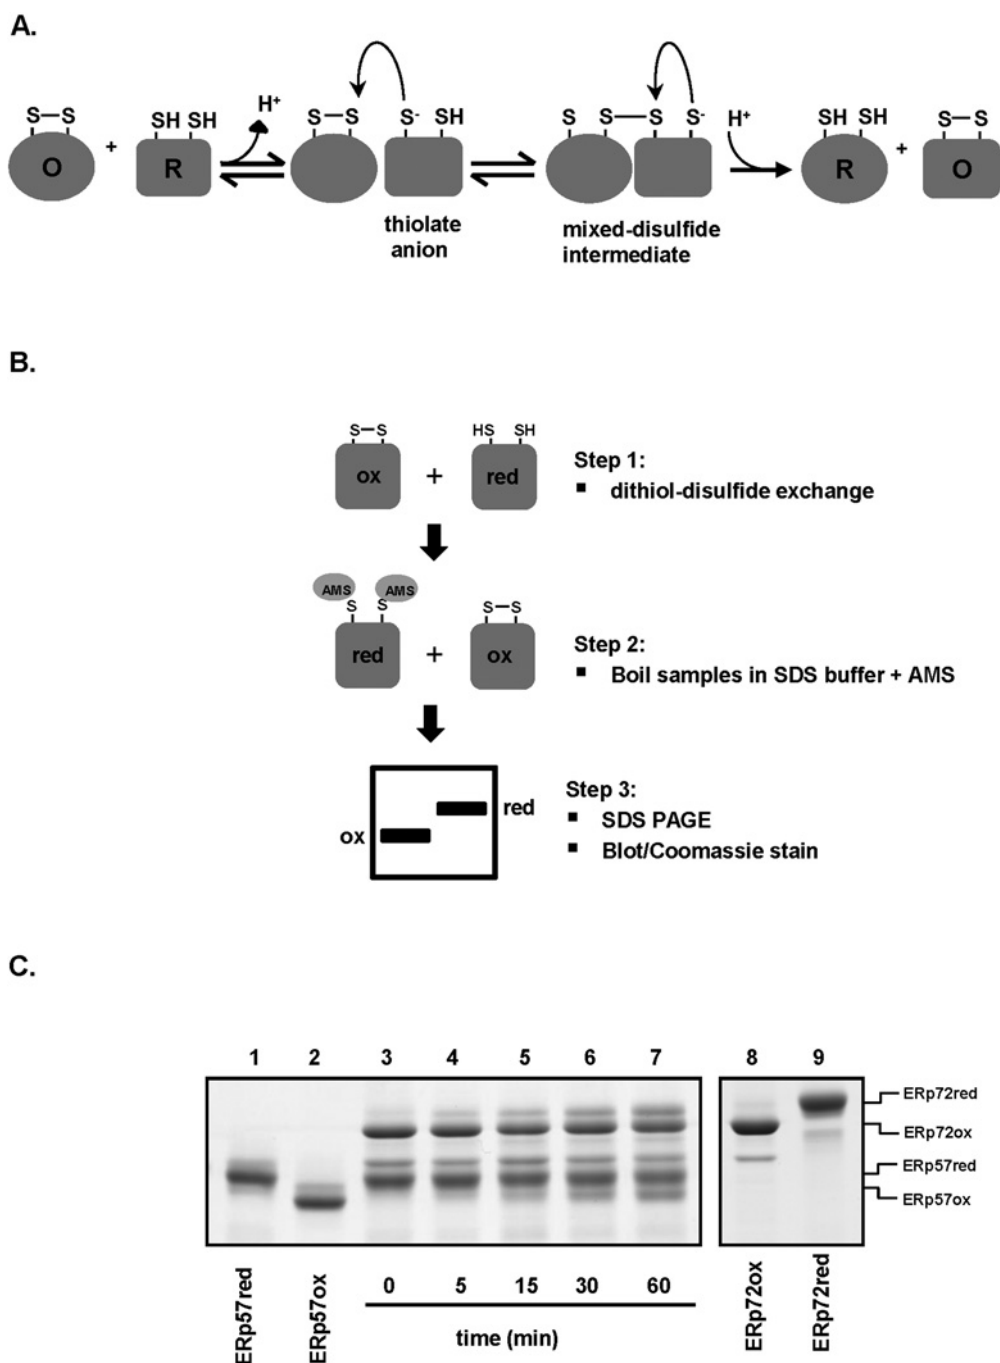 A.
S—S SH SH H+ S—S S- SH S S—S S- H+ SH SH S—S
O + R R + O
thiolate
anion
mixed-disulfide
intermediate
B.
S—S HS SH
ox + red
Step 1:
▪ dithiol-disulfide exchange
AMS AMS
S S S—S
red + ox
Step 2:
▪ Boil samples in SDS buffer + AMS
ox red
Step 3:
▪ SDS PAGE
▪ Blot/Coomassie stain
C.
1 2 3 4 5 6 7 8 9
ERp72red
ERp72ox
ERp57red
ERp57ox
ERp57red ERp57ox 0 5 15 30 60 ERp72ox ERp72red
time (min)